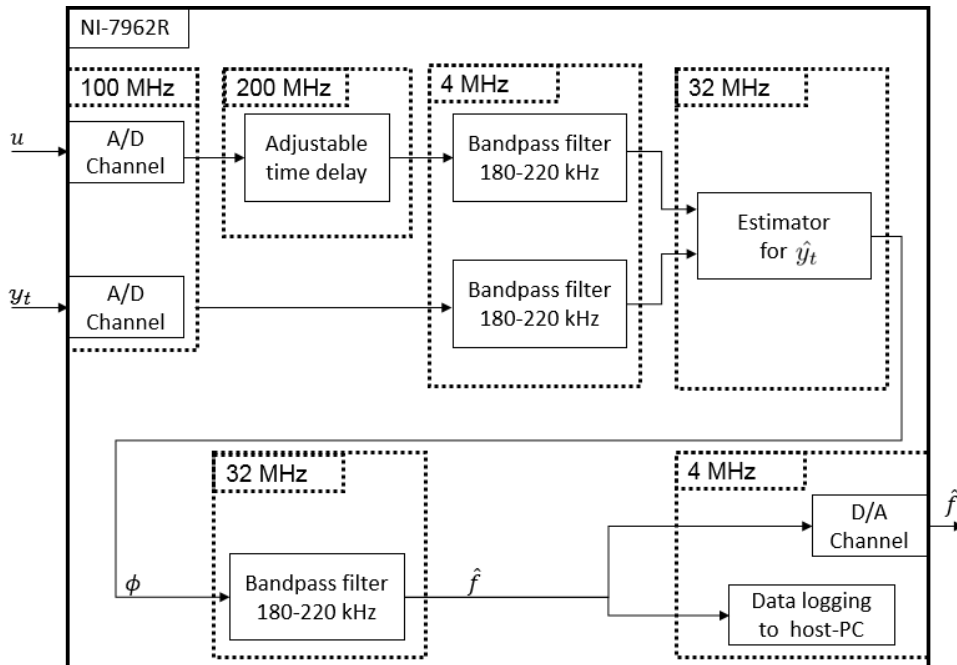 NI-7962R
100 MHz
200 MHz
4 MHz
32 MHz
u
A/D
Channel
Adjustable
time delay
Bandpass filter
180-220 kHz
Estimator
for ŷₜ
yₜ
A/D
Channel
Bandpass filter
180-220 kHz
32 MHz
4 MHz
ϕ
Bandpass filter
180-220 kHz
f̂
D/A
Channel
f̂
Data logging
to host-PC